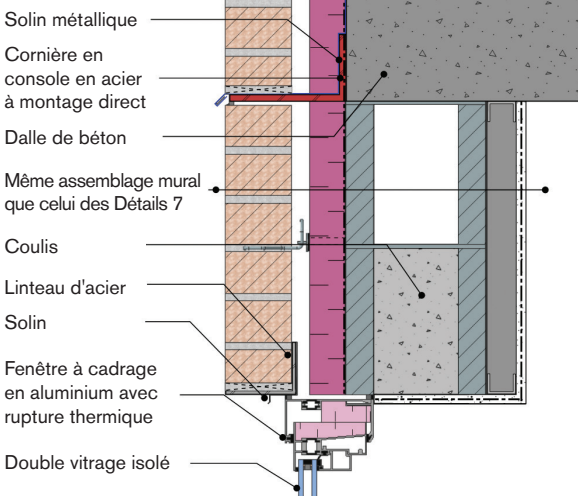 Solin métallique
Cornière en
console en acier
à montage direct
Dalle de béton
Même assemblage mural
que celui des Détails 7
Coulis
Linteau d'acier
Solin
Fenêtre à cadrage
en aluminium avec
rupture thermique
Double vitrage isolé